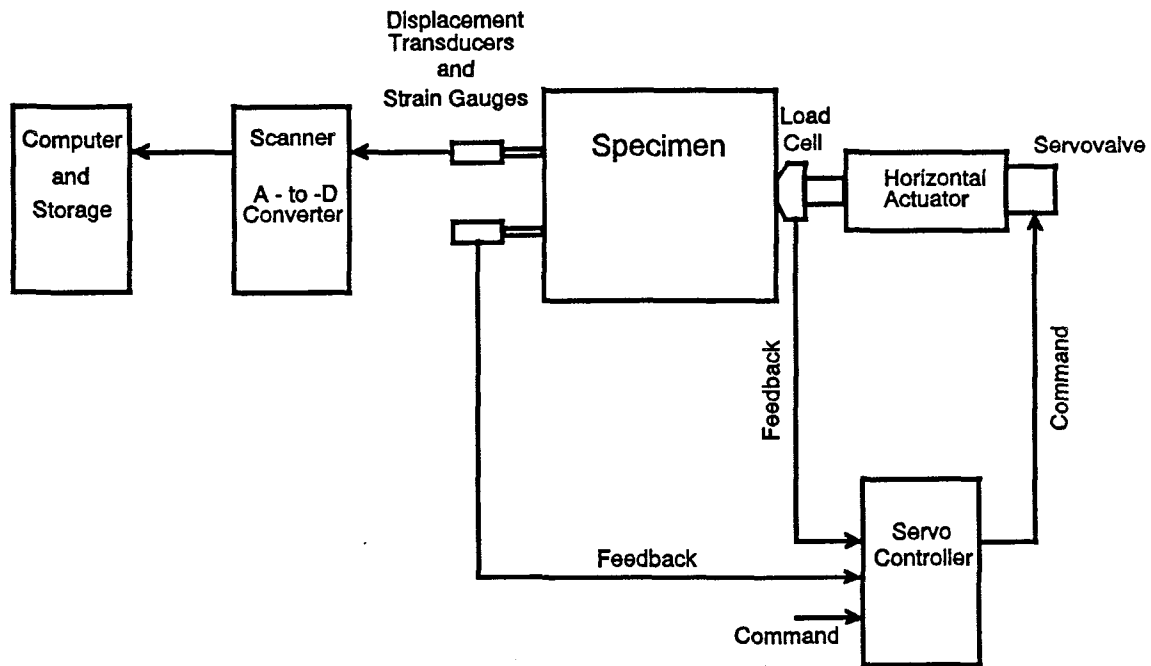 Displacement
Transducers
and
Strain Gauges
Computer
and
Storage
Scanner
A - to -D
Converter
Specimen
Load
Cell
Horizontal
Actuator
Servovalve
Feedback
Command
Servo
Controller
Feedback
Command